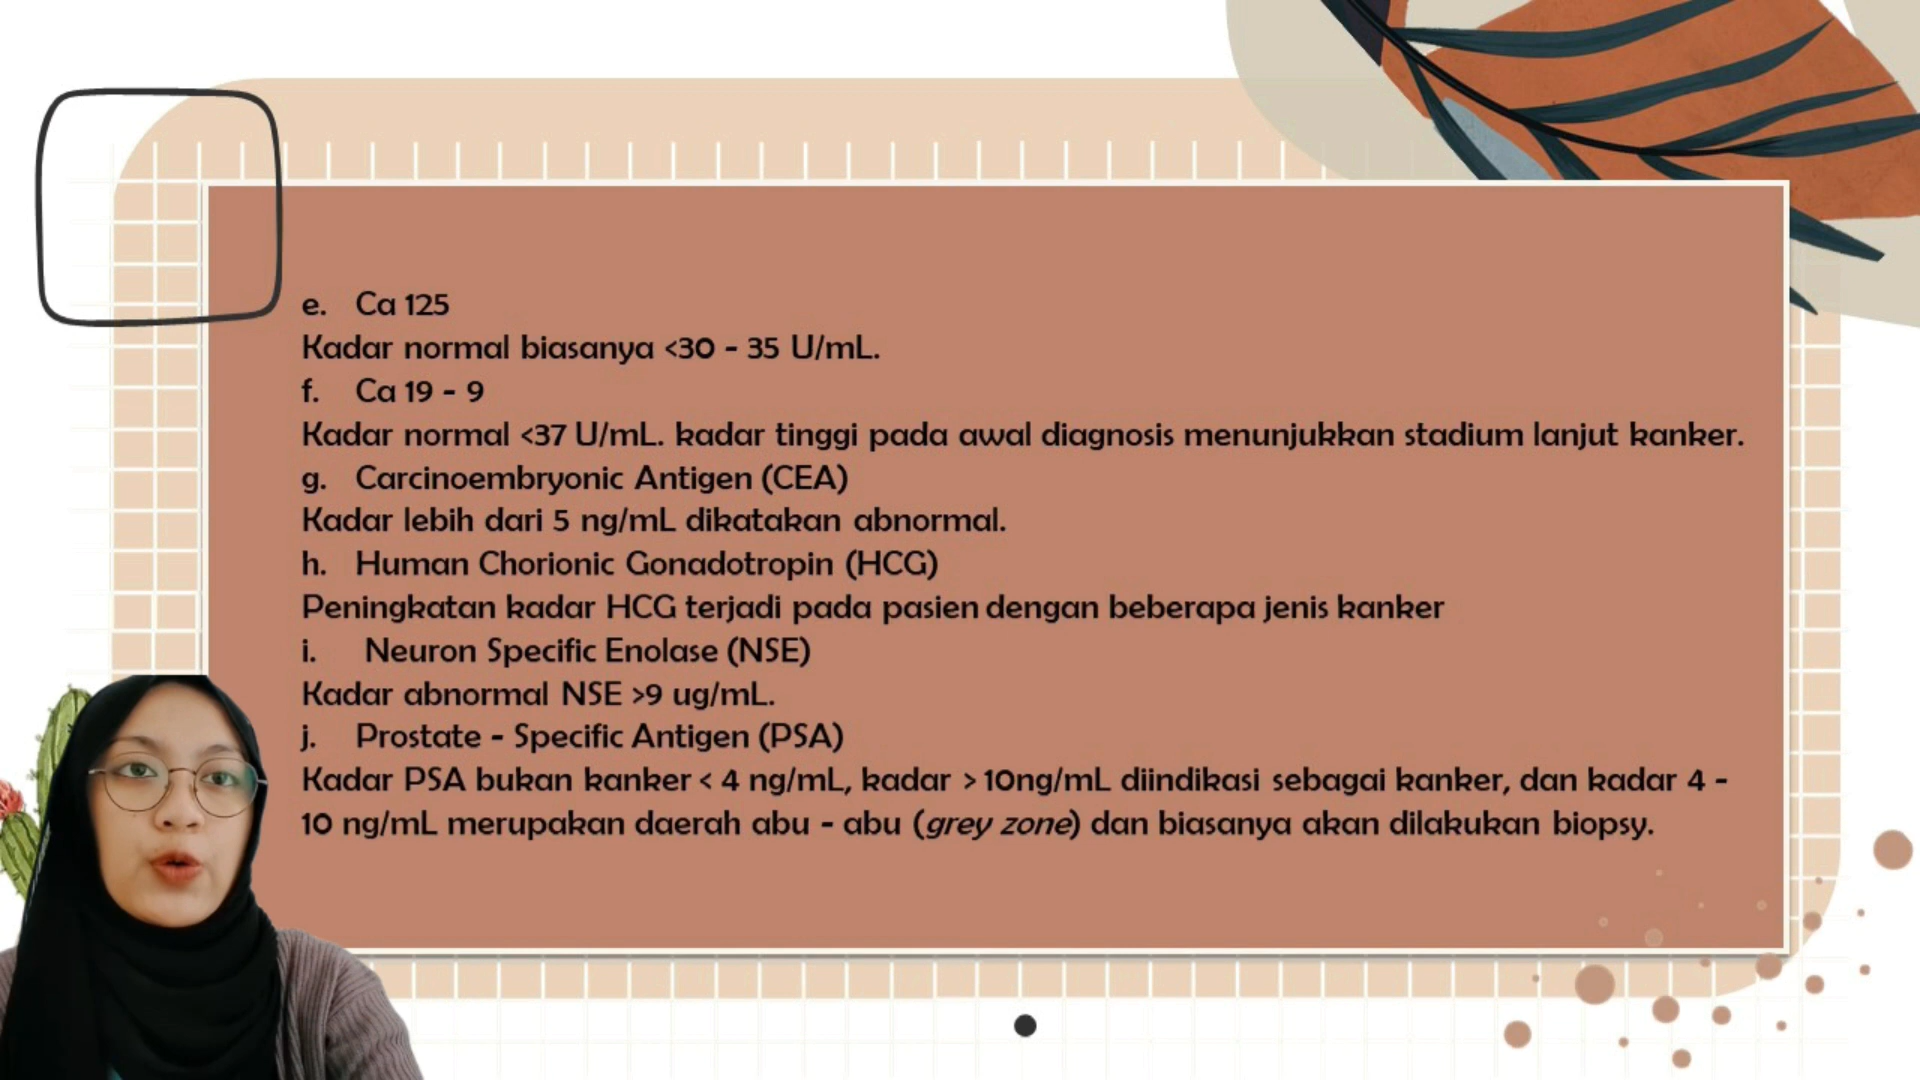 e. Ca 125
Kadar normal biasanya <30 - 35 U/mL.
f. Ca 19 - 9
Kadar normal <37 U/mL. kadar tinggi pada awal diagnosis menunjukkan stadium lanjut kanker.
g. Carcinoembryonic Antigen (CEA)
Kadar lebih dari 5 ng/mL dikatakan abnormal.
h. Human Chorionic Gonadotropin (HCG)
Peningkatan kadar HCG terjadi pada pasien dengan beberapa jenis kanker
i. Neuron Specific Enolase (NSE)
Kadar abnormal NSE >9 ug/mL.
j. Prostate - Specific Antigen (PSA)
Kadar PSA bukan kanker < 4 ng/mL, kadar > 10ng/mL diindikasi sebagai kanker, dan kadar 4 -
10 ng/mL merupakan daerah abu - abu (grey zone) dan biasanya akan dilakukan biopsy.